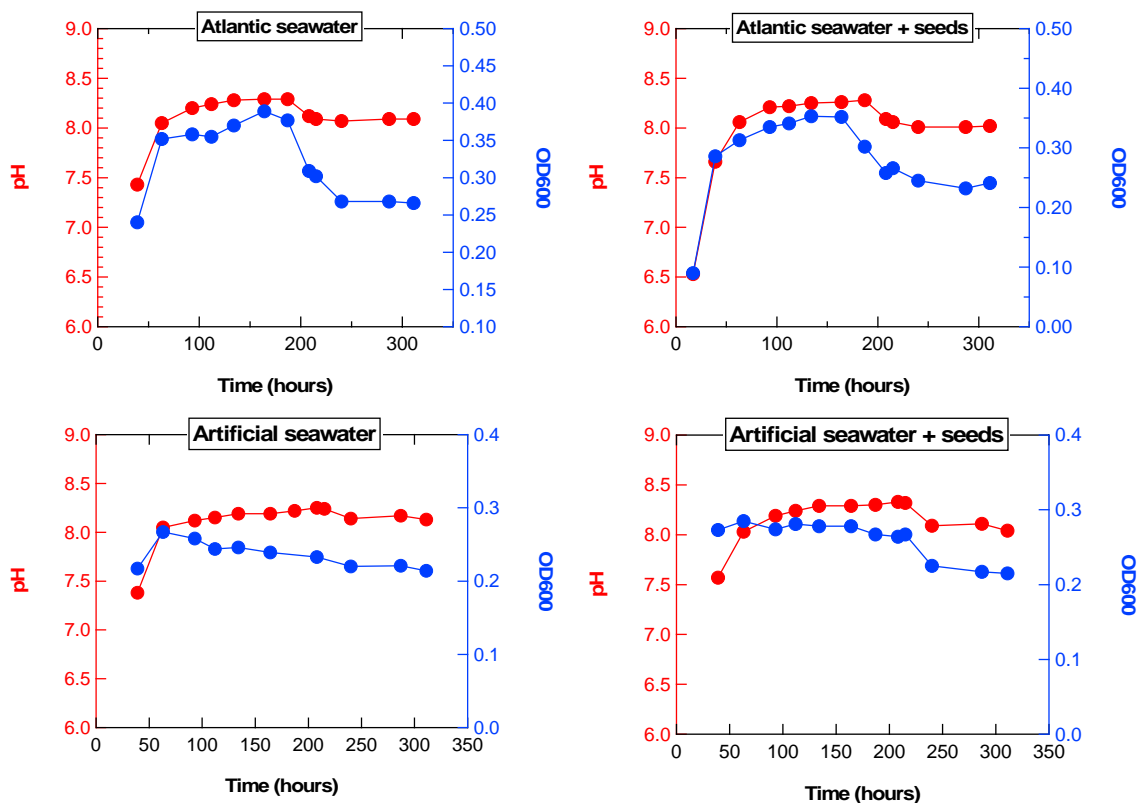 Atlantic seawater
9.0
8.5
8.0
7.5
7.0
6.5
6.0
pH
0.50
0.45
0.40
0.35
0.30
0.25
0.20
0.15
0.10
OD600
0 100 200 300
Time (hours)
Atlantic seawater + seeds
9.0
8.5
8.0
7.5
7.0
6.5
6.0
pH
0.50
0.40
0.30
0.20
0.10
0.00
OD600
0 100 200 300
Time (hours)
Artificial seawater
9.0
8.5
8.0
7.5
7.0
6.5
6.0
pH
0.4
0.3
0.2
0.1
0.0
OD600
0 50 100 150 200 250 300 350
Time (hours)
Artificial seawater + seeds
9.0
8.5
8.0
7.5
7.0
6.5
6.0
pH
0.4
0.3
0.2
0.1
0.0
OD600
0 50 100 150 200 250 300 350
Time (hours)